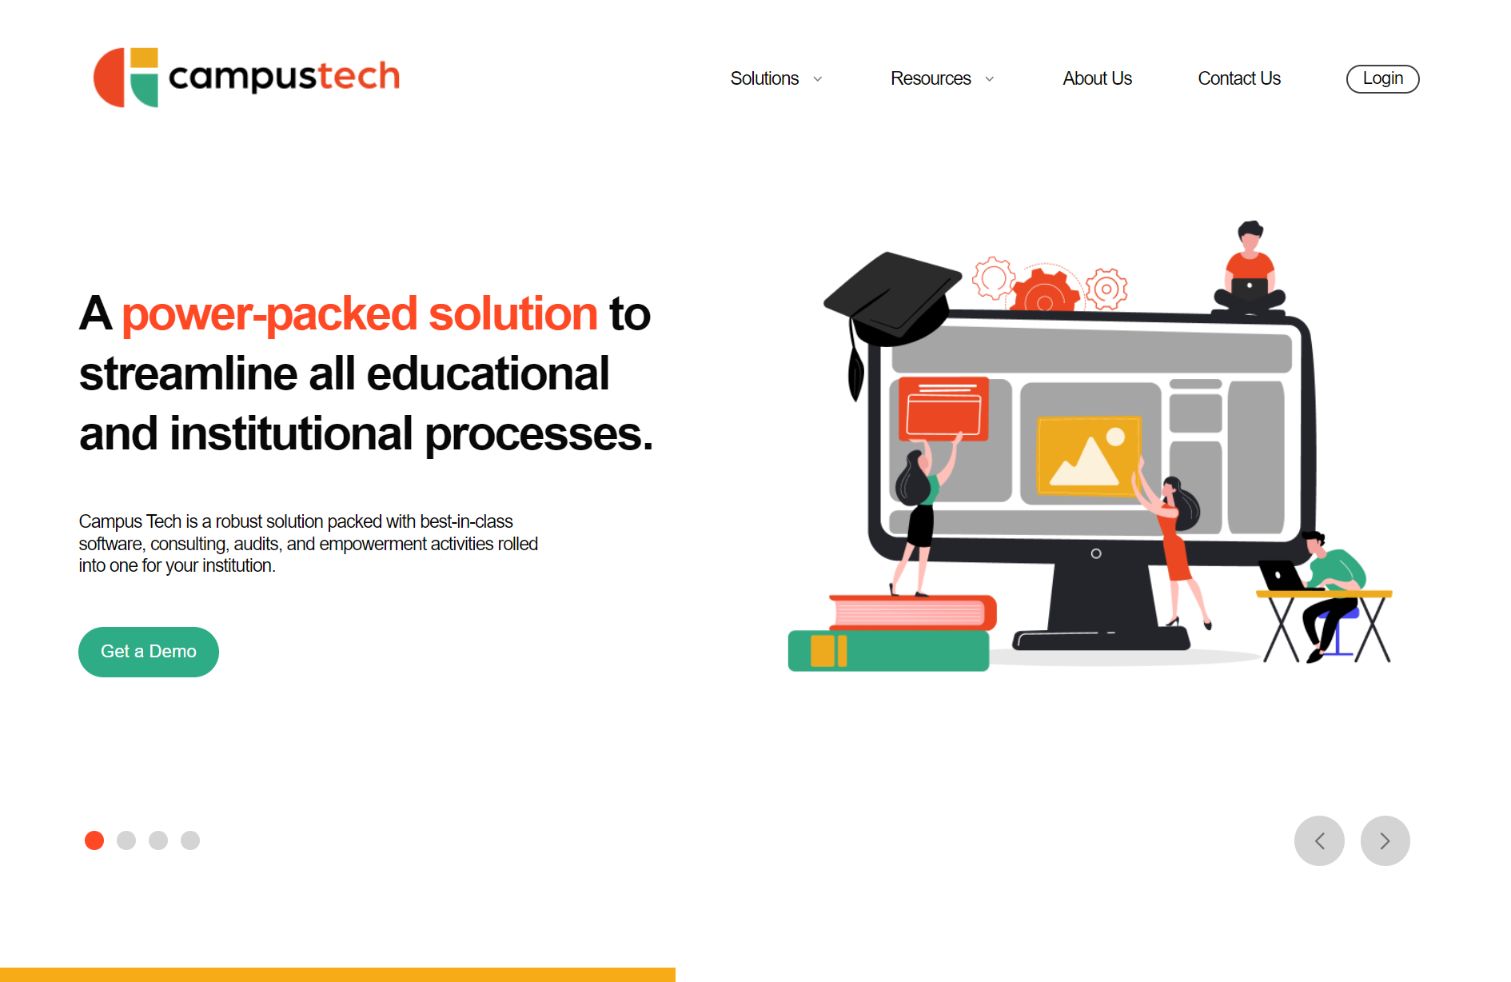 campustech
Solutions
Resources
About Us
Contact Us
Login
A power-packed solution to
streamline all educational
and institutional processes.
Campus Tech is a robust solution packed with best-in-class
software, consulting, audits, and empowerment activities rolled
into one for your institution.
Get a Demo